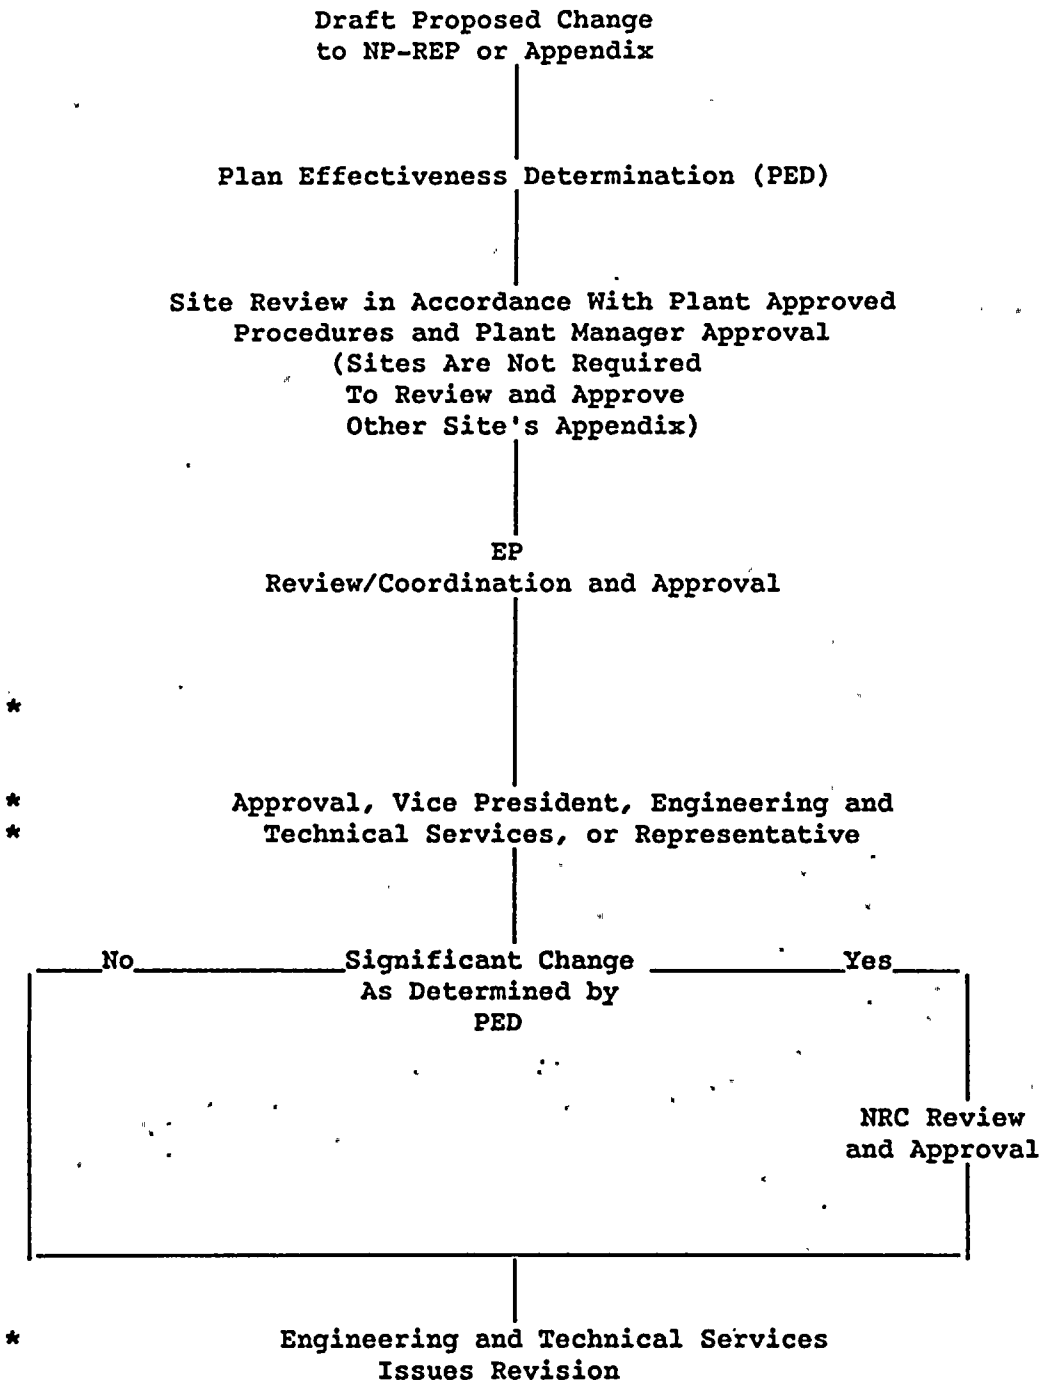 Draft Proposed Change
to NP-REP or Appendix
Plan Effectiveness Determination (PED)
Site Review in Accordance With Plant Approved
Procedures and Plant Manager Approval
(Sites Are Not Required
To Review and Approve
Other Site's Appendix)
EP
Review/Coordination and Approval
*
* Approval, Vice President, Engineering and
* Technical Services, or Representative
No Significant Change Yes
As Determined by
PED
NRC Review
and Approval
* Engineering and Technical Services
Issues Revision